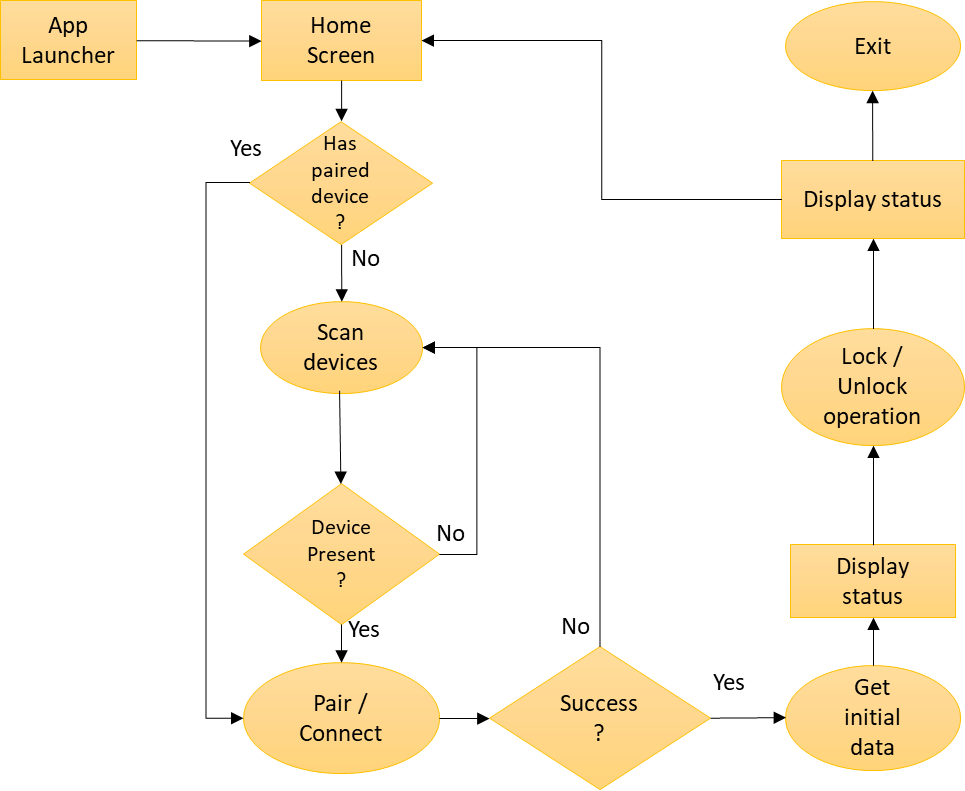 App
Launcher
Home
Screen
Exit
Yes
Has
paired
device
?
Display status
No
Scan
devices
Lock /
Unlock
operation
Device
Present
?
No
Display
status
Yes
No
Pair /
Connect
Success
?
Yes
Get
initial
data